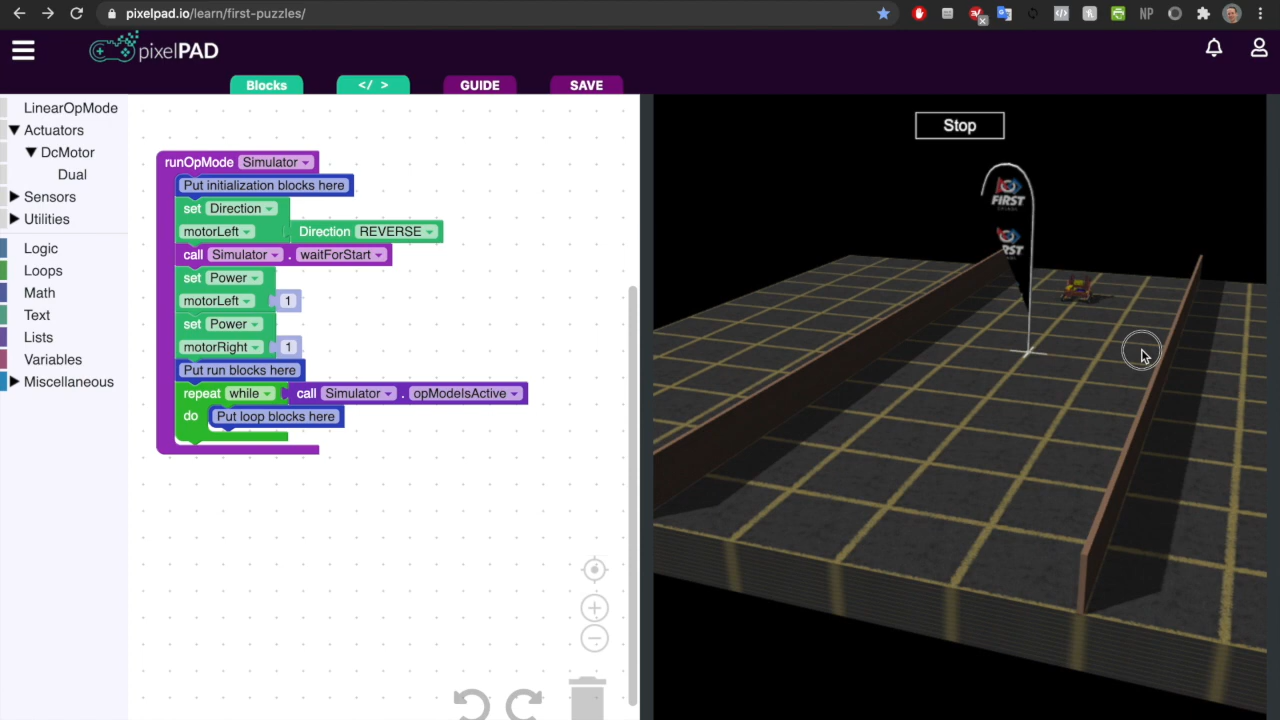 pixelpad.io/learn/first-puzzles/
NP
pixelPAD
Blocks
</ >
GUIDE
SAVE
LinearOpMode
Actuators
DcMotor
Dual
Sensors
Utilities
Logic
Loops
Math
Text
Lists
Variables
Miscellaneous
runOpMode Simulator
Put initialization blocks here
set Direction
motorLeft Direction REVERSE
call Simulator . waitForStart
set Power
motorLeft 1
set Power
motorRight 1
Put run blocks here
repeat while call Simulator . opModeIsActive
do Put loop blocks here
Stop
FIRST
RST